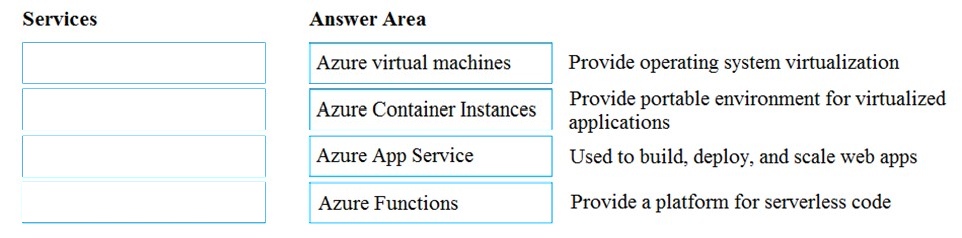 Services
Answer Area
Azure virtual machines
Provide operating system virtualization
Azure Container Instances
Provide portable environment for virtualized
applications
Azure App Service
Used to build, deploy, and scale web apps
Azure Functions
Provide a platform for serverless code